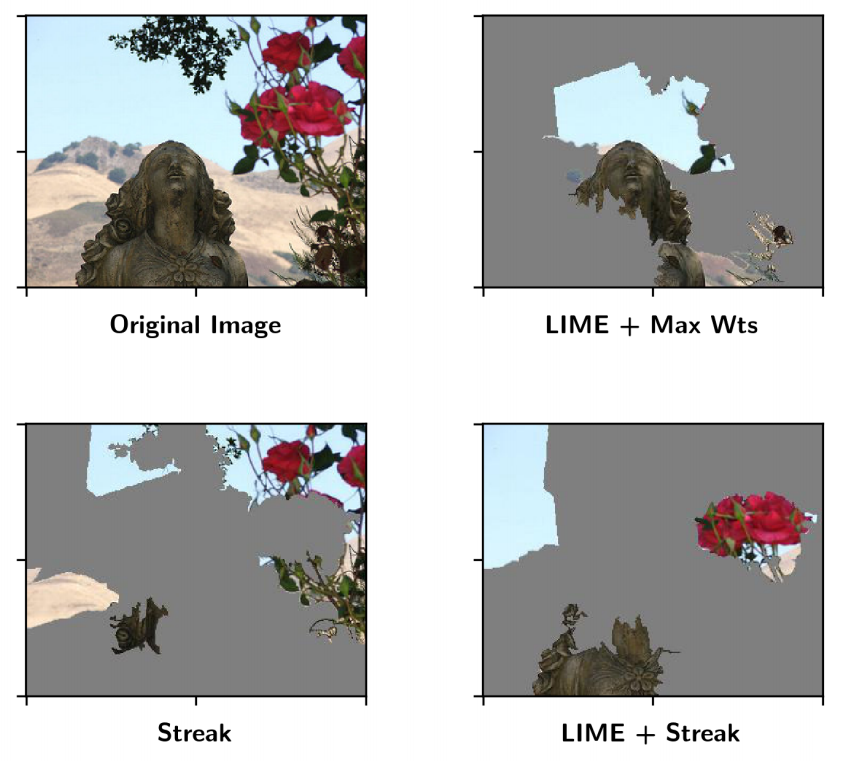 Original Image
LIME + Max Wts
Streak
LIME + Streak